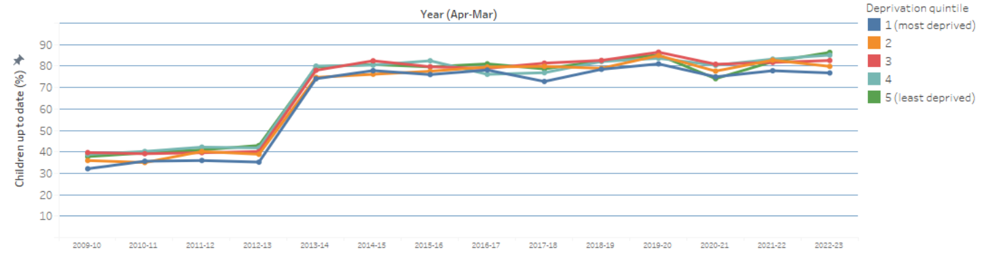 Year (Apr-Mar)
Deprivation quintile
1 (most deprived)
2
3
4
5 (least deprived)
Children up to date (%)
90
80
70
60
50
40
30
20
10
2009-10 2010-11 2011-12 2012-13 2013-14 2014-15 2015-16 2016-17 2017-18 2018-19 2019-20 2020-21 2021-22 2022-23